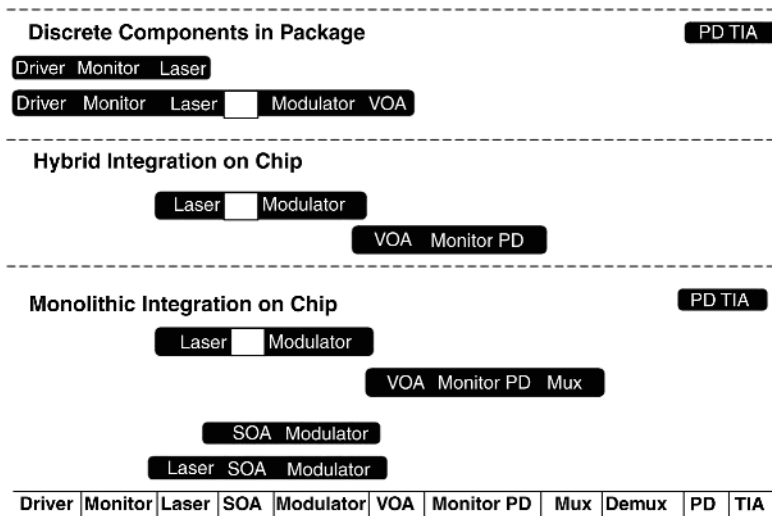 Discrete Components in Package
PD TIA
Driver Monitor Laser
Driver Monitor Laser Modulator VOA
Hybrid Integration on Chip
Laser Modulator
VOA Monitor PD
Monolithic Integration on Chip
PD TIA
Laser Modulator
VOA Monitor PD Mux
SOA Modulator
Laser SOA Modulator
Driver Monitor Laser SOA Modulator VOA Monitor PD Mux Demux PD TIA